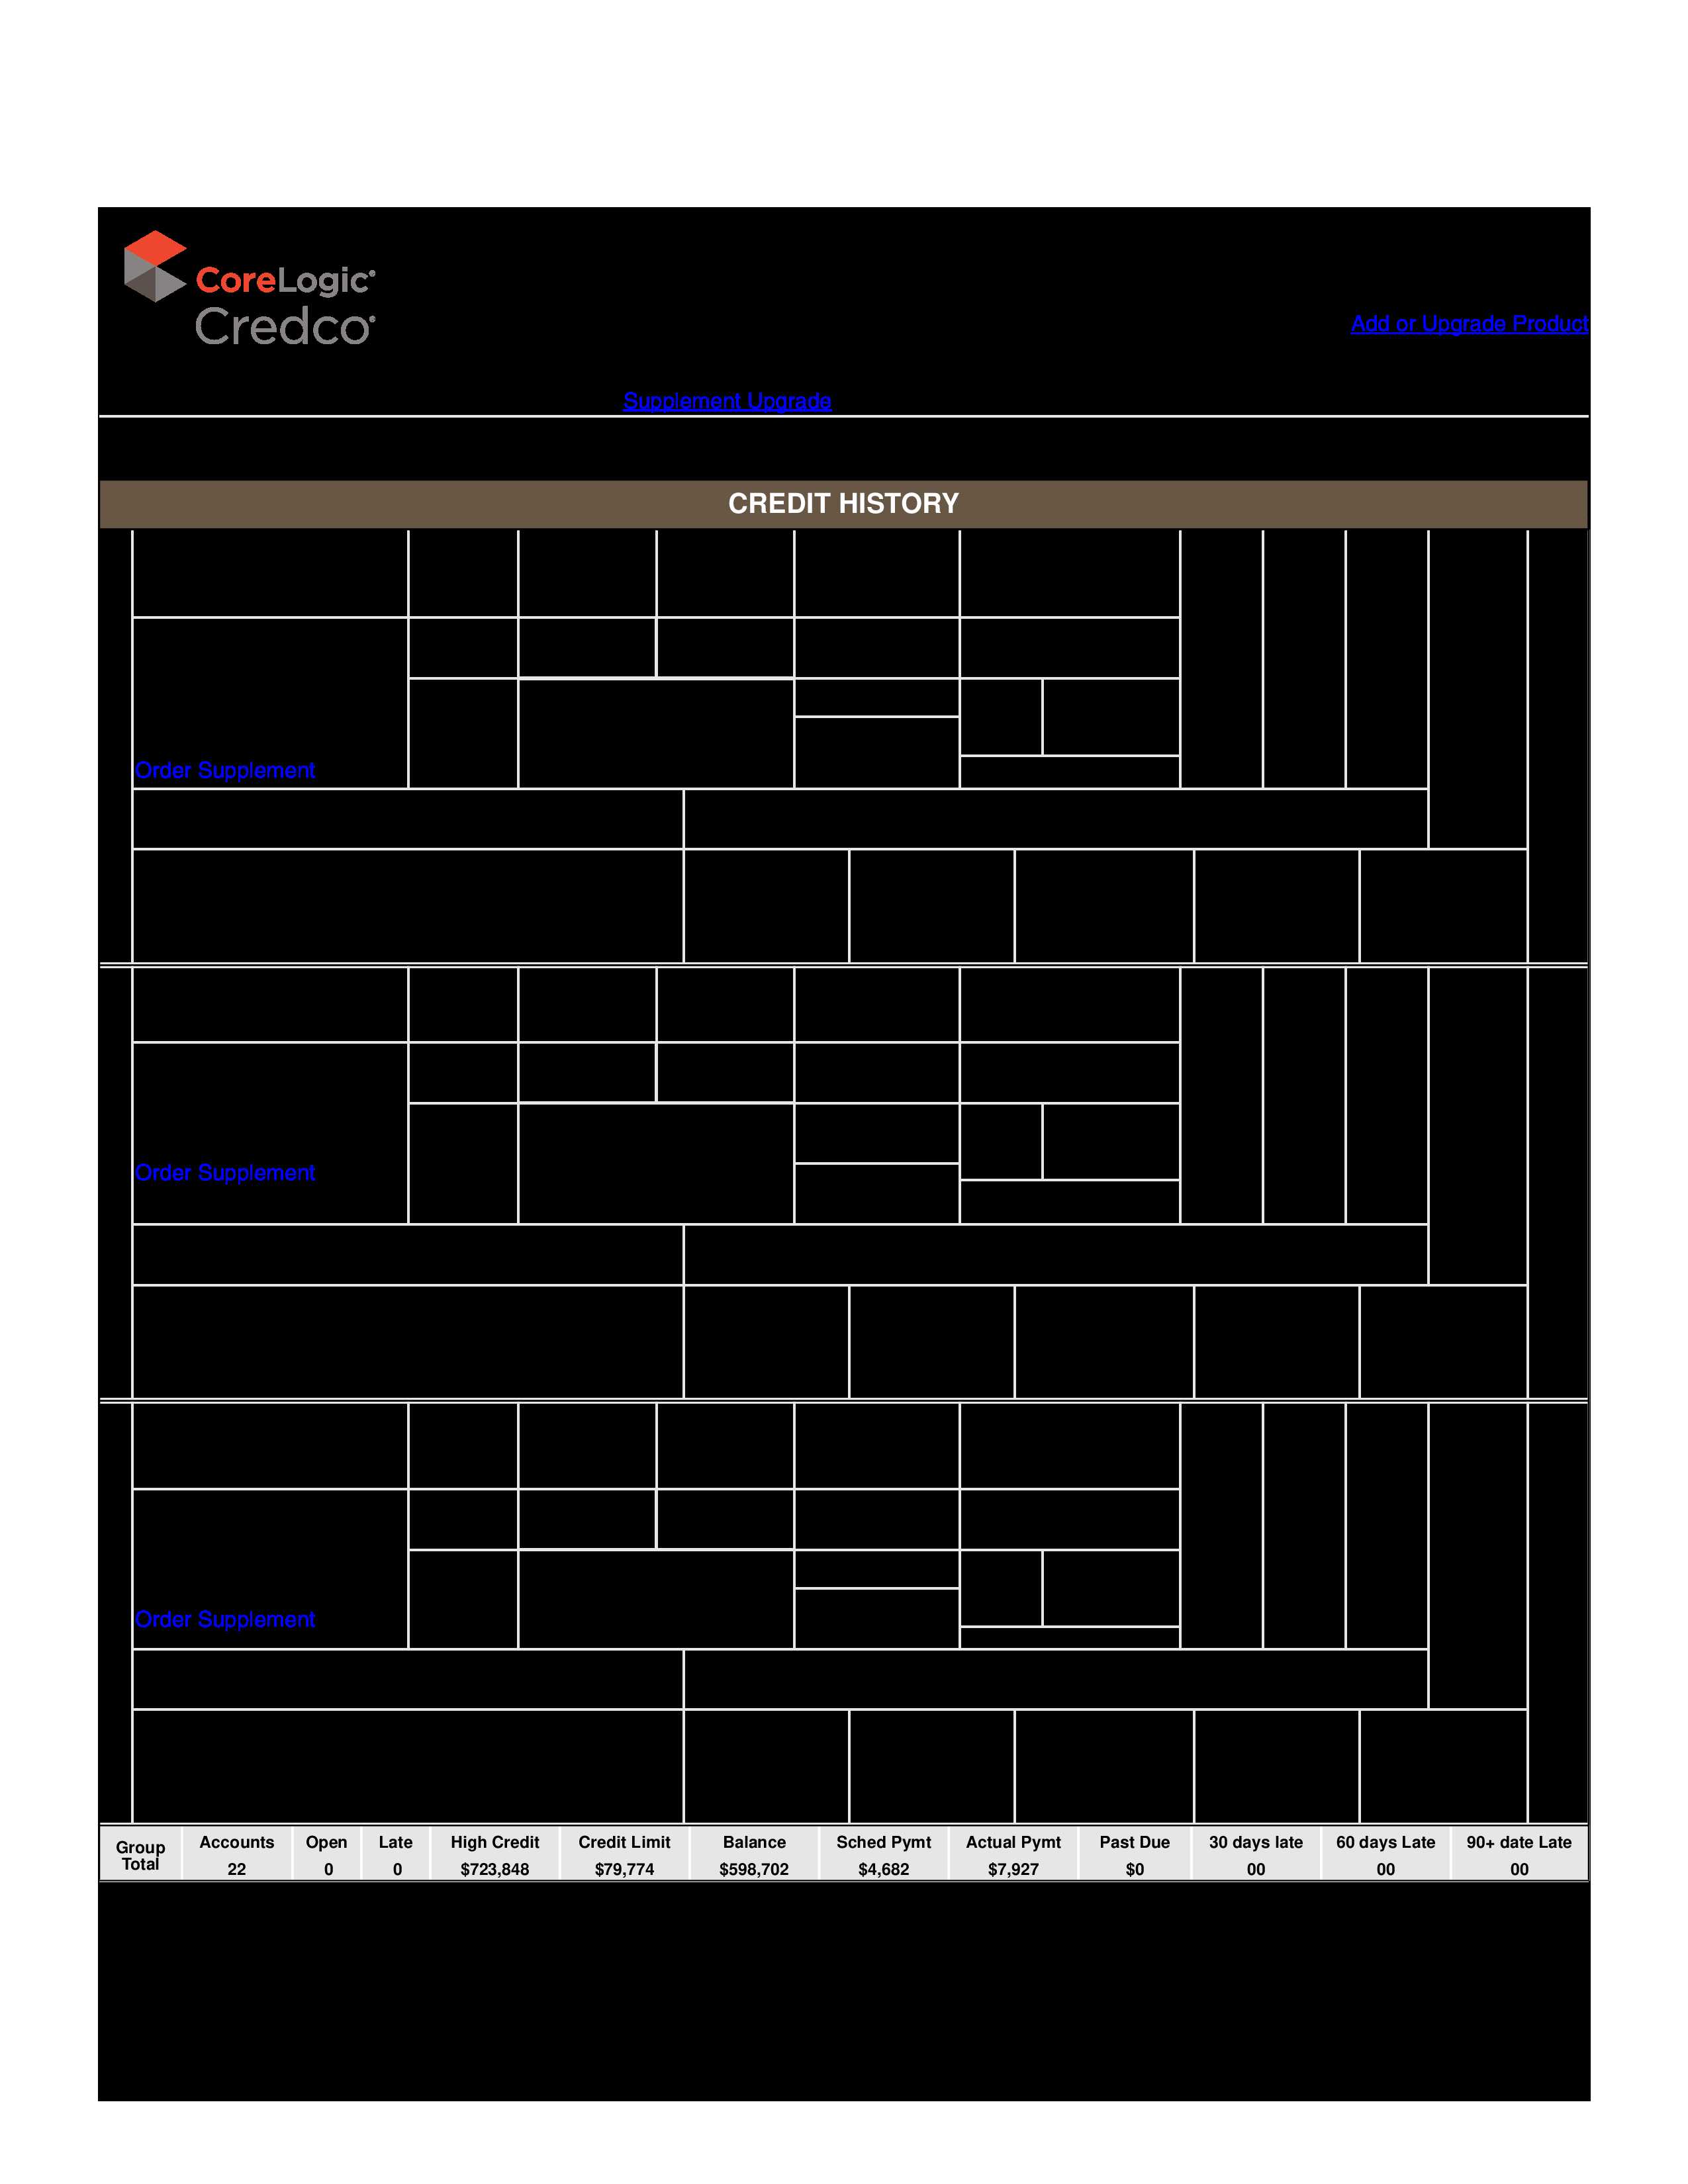 CoreLogic
Credco
Add or Upgrade Product
Supplement Upgrade
CREDIT HISTORY
Order Supplement
Order Supplement
Order Supplement
Group Total Accounts Open Late High Credit Credit Limit Balance Sched Pymt Actual Pymt Past Due 30 days late 60 days Late 90+ date Late
22 0 0 $723,848 $79,774 $598,702 $4,682 $7,927 $0 00 00 00